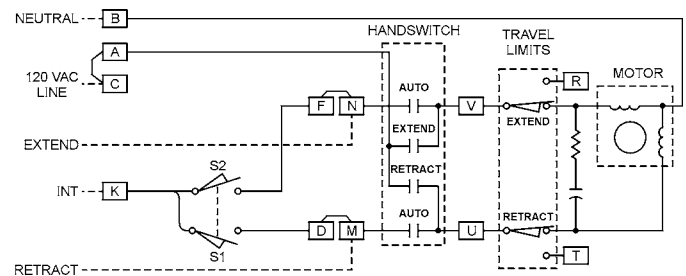 NEUTRAL
B
HANDSWITCH
TRAVEL
LIMITS
A
R
MOTOR
120 VAC
LINE
C
AUTO
F
N
V
EXTEND
EXTEND
EXTEND
S2
RETRACT
INT
K
RETRACT
AUTO
D
M
U
S1
T
RETRACT